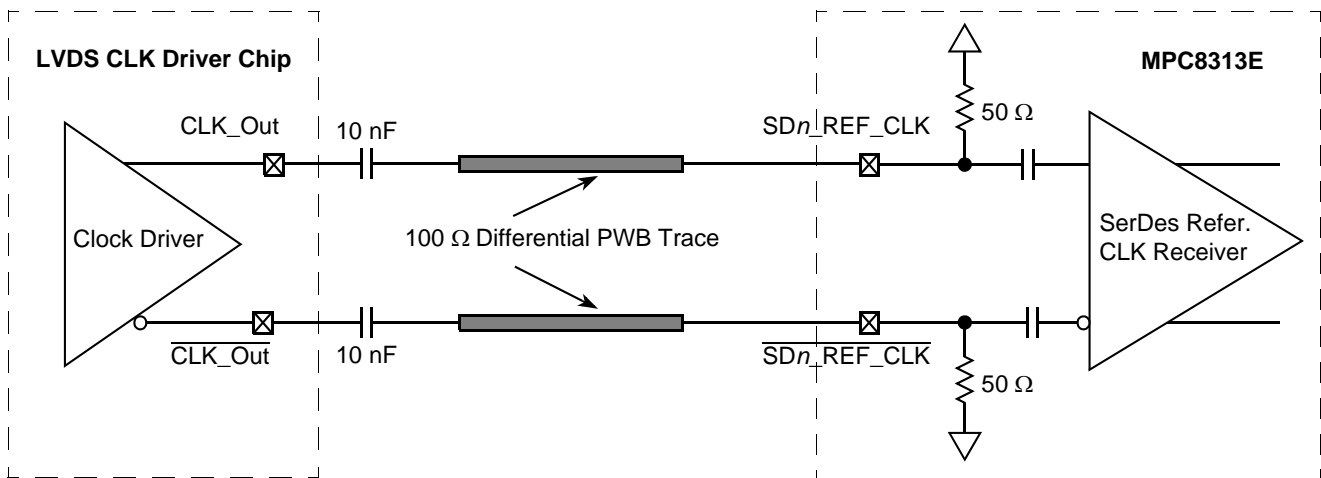 LVDS CLK Driver Chip
MPC8313E
CLK_Out
10 nF
SDn_REF_CLK
50 Ω
Clock Driver
100 Ω Differential PWB Trace
SerDes Refer.
CLK Receiver
CLK_Out
10 nF
SDn_REF_CLK
50 Ω